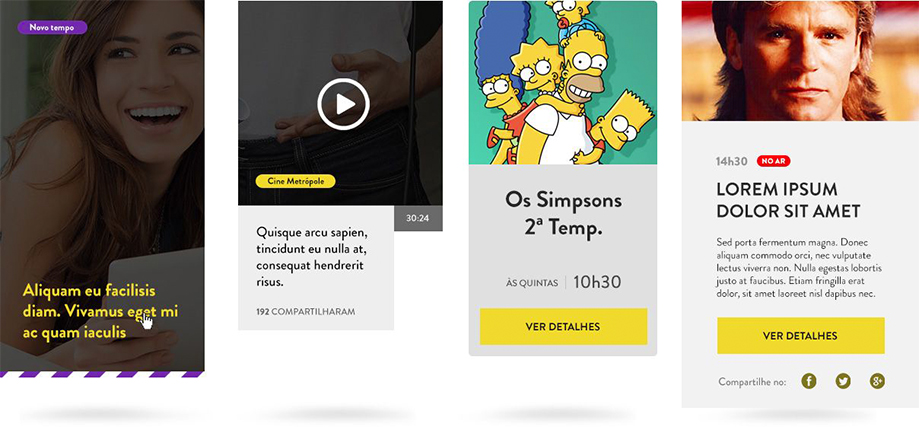 Novo tempo
Aliquam eu facilisis
diam. Vivamus eget mi
ac quam iaculis
Cine Metrópole
30:24
Quisque arcu sapien,
tincidunt eu nulla at,
consequat hendrerit
risus.
192 COMPARTILHARAM
Os Simpsons
2ª Temp.
ÀS QUINTAS | 10h30
VER DETALHES
14h30 NO AR
LOREM IPSUM
DOLOR SIT AMET
Sed porta fermentum magna. Donec
aliquam commodo orci, nec vulputate
lectus viverra non. Nulla egestas lobortis
justo at faucibus. Etiam fringilla erat
dolor, sit amet laoreet nisl dapibus nec.
VER DETALHES
Compartilhe no: f g+